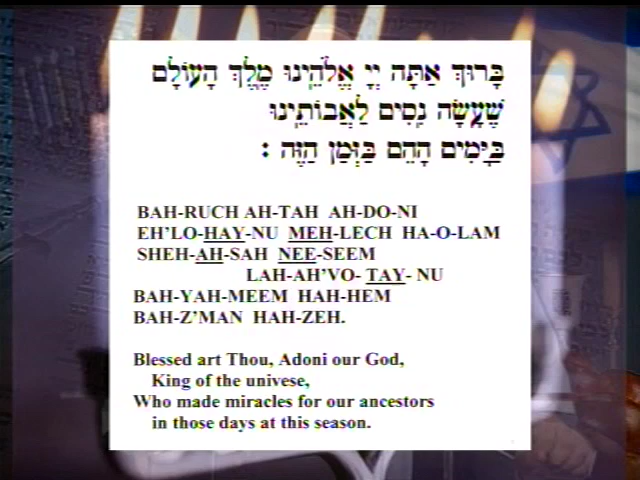 בָּרוּךְ אַתָּה יְיָ אֱלֹהֵינוּ מֶלֶךְ הָעוֹלָם
שֶׁעָשָׂה נִסִים לַאֲבוֹתֵינוּ
בַּיָּמִים הָהֵם בַּזְּמַן הַזֶּה :
BAH-RUCH AH-TAH AH-DO-NI
EH'LO-HAY-NU MEH-LECH HA-O-LAM
SHEH-AH-SAH NEE-SEEM
LAH-AH'VO- TAY- NU
BAH-YAH-MEEM HAH-HEM
BAH-Z'MAN HAH-ZEH.
Blessed art Thou, Adoni our God,
King of the univese,
Who made miracles for our ancestors
in those days at this season.